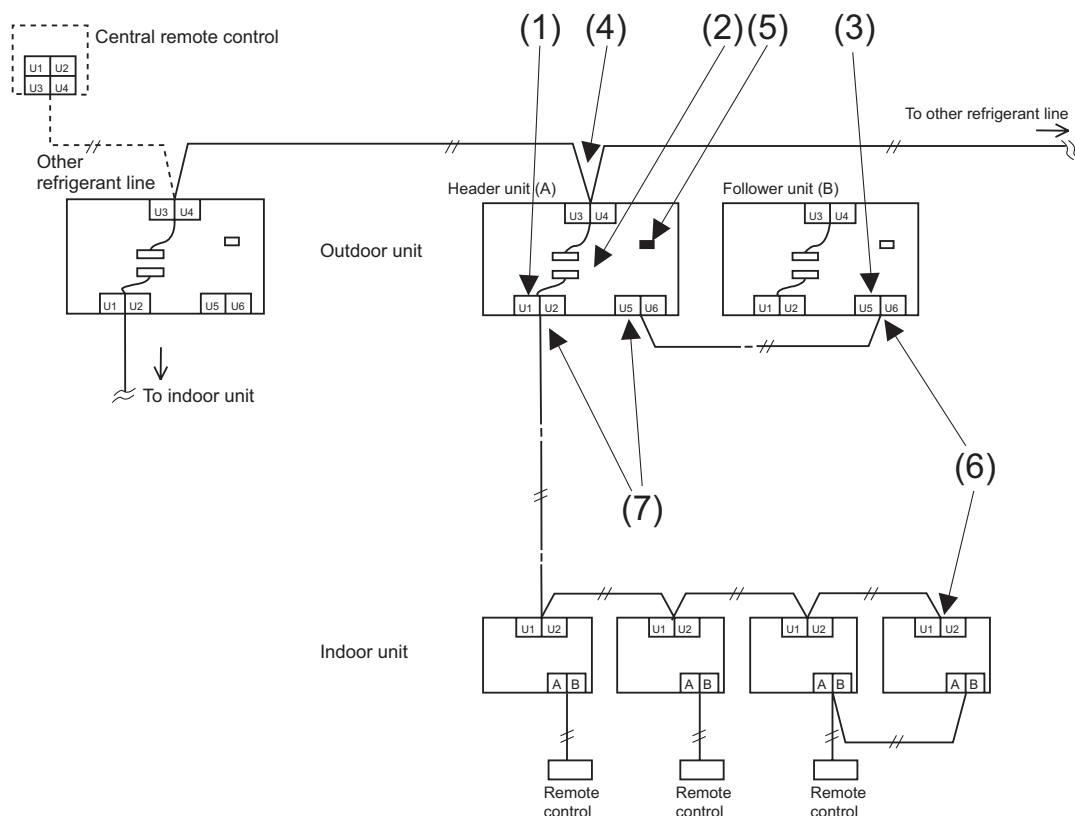 (1)
(4)
(2)
(5)
(3)
Central remote control
U1 U2
U3 U4
To other refrigerant line
Other
refrigerant line
Header unit (A)
Follower unit (B)
U3 U4
U3 U4
U3 U4
Outdoor unit
U1 U2
U5 U6
U1 U2
U5 U6
U1 U2
U5 U6
To indoor unit
(7)
(6)
U1 U2
U1 U2
U1 U2
U1 U2
Indoor unit
A B
A B
A B
A B
Remote
control
Remote
control
Remote
control